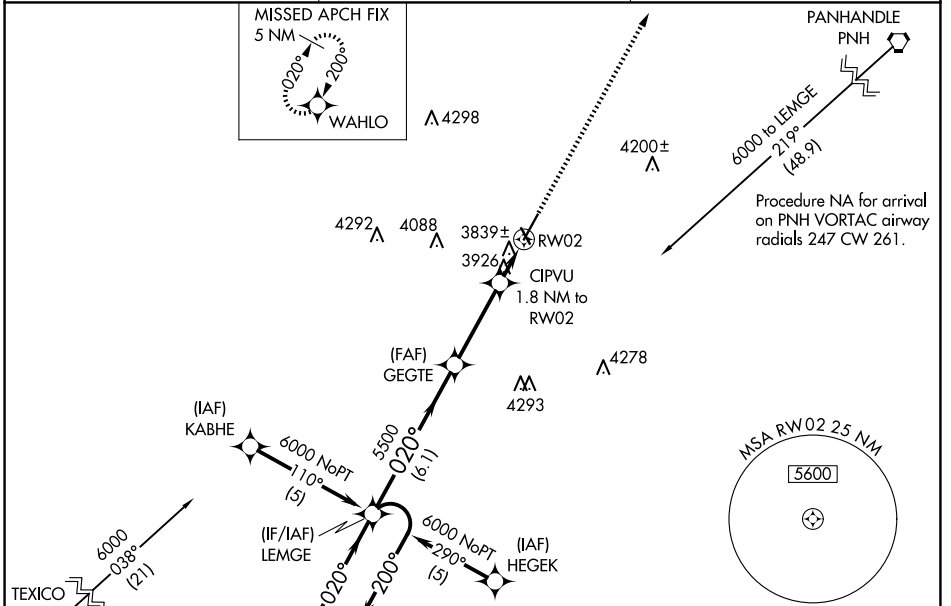 MISSED APCH FIX
5 NM
020°
200°
WAHLO
PANHANDLE
PNH
6000 to LEMGE
219°
(48.9)
Procedure NA for arrival
on PNH VORTAC airway
radials 247 CW 261.
4298
4200±
4292
4088
3839±
RW02
3926
CIPVU
1.8 NM to
RW02
(FAF)
GEGTE
4278
4293
(IAF)
KABHE
6000 NoPT
110°
(5)
5500
020°
(6.1)
MSA RW02 25 NM
5600
(IF/IAF)
LEMGE
6000 NoPT
290°
(5)
(IAF)
HEGEK
6000
038°
(21)
TEXICO
020°
200°